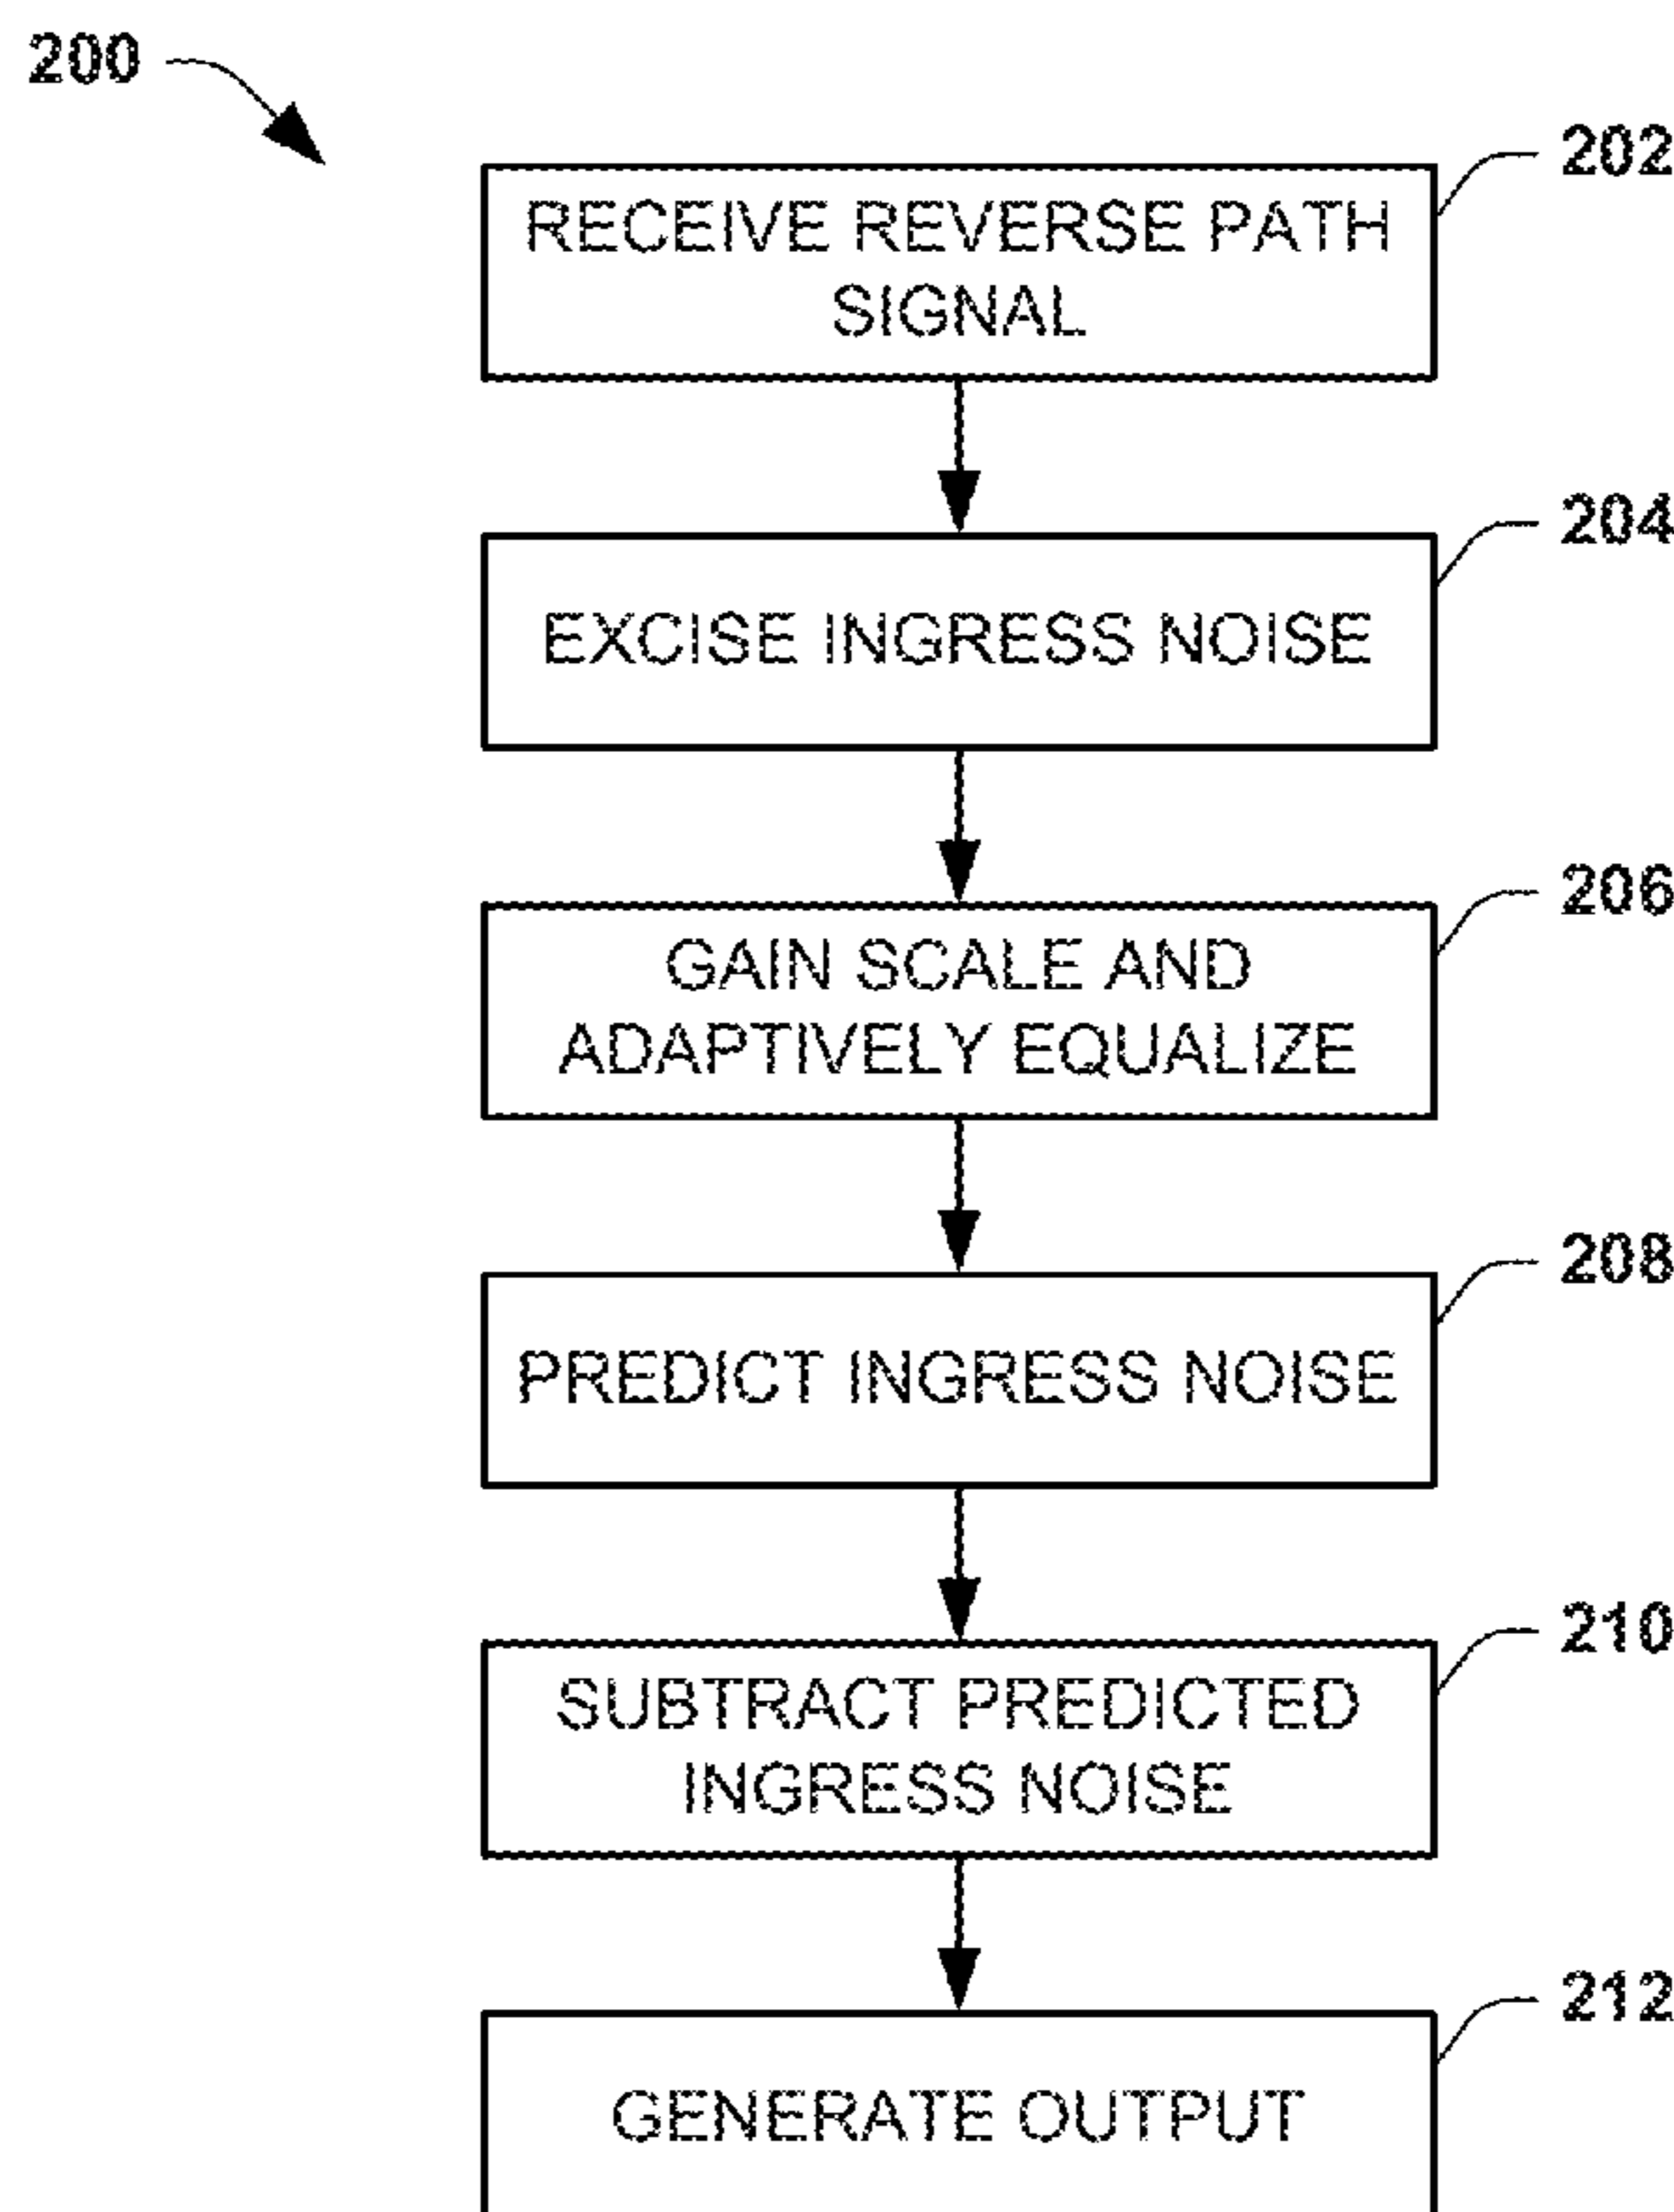 200
202
RECEIVE REVERSE PATH
SIGNAL
204
EXCISE INGRESS NOISE
206
GAIN SCALE AND
ADAPTIVELY EQUALIZE
208
PREDICT INGRESS NOISE
210
SUBTRACT PREDICTED
INGRESS NOISE
212
GENERATE OUTPUT